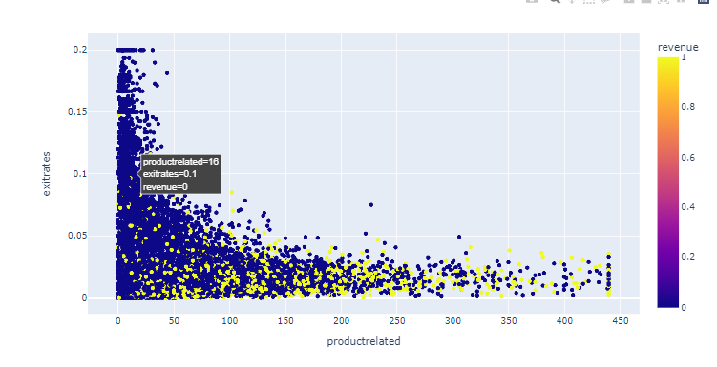 revenue
0.2
0.15
0.1
0.05
0
exitrates
productrelated=16
exitrates=0.1
revenue=0
1
0.8
0.6
0.4
0.2
0
0 50 100 150 200 250 300 350 400 450
productrelated